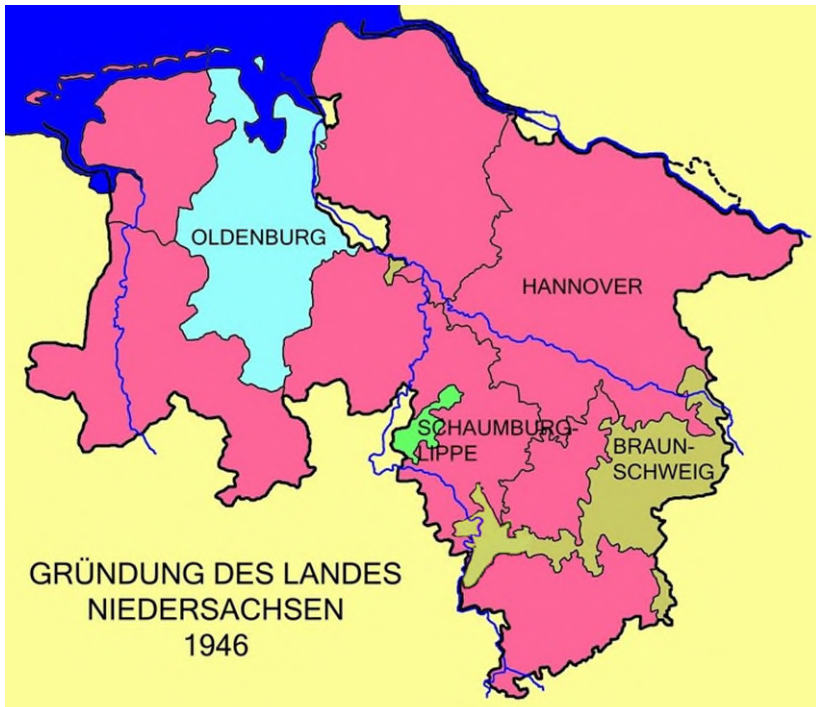 OLDENBURG
HANNOVER
SCHAUMBURG-
LIPPE
BRAUN-
SCHWEIG
GRÜNDUNG DES LANDES
NIEDERSACHSEN
1946